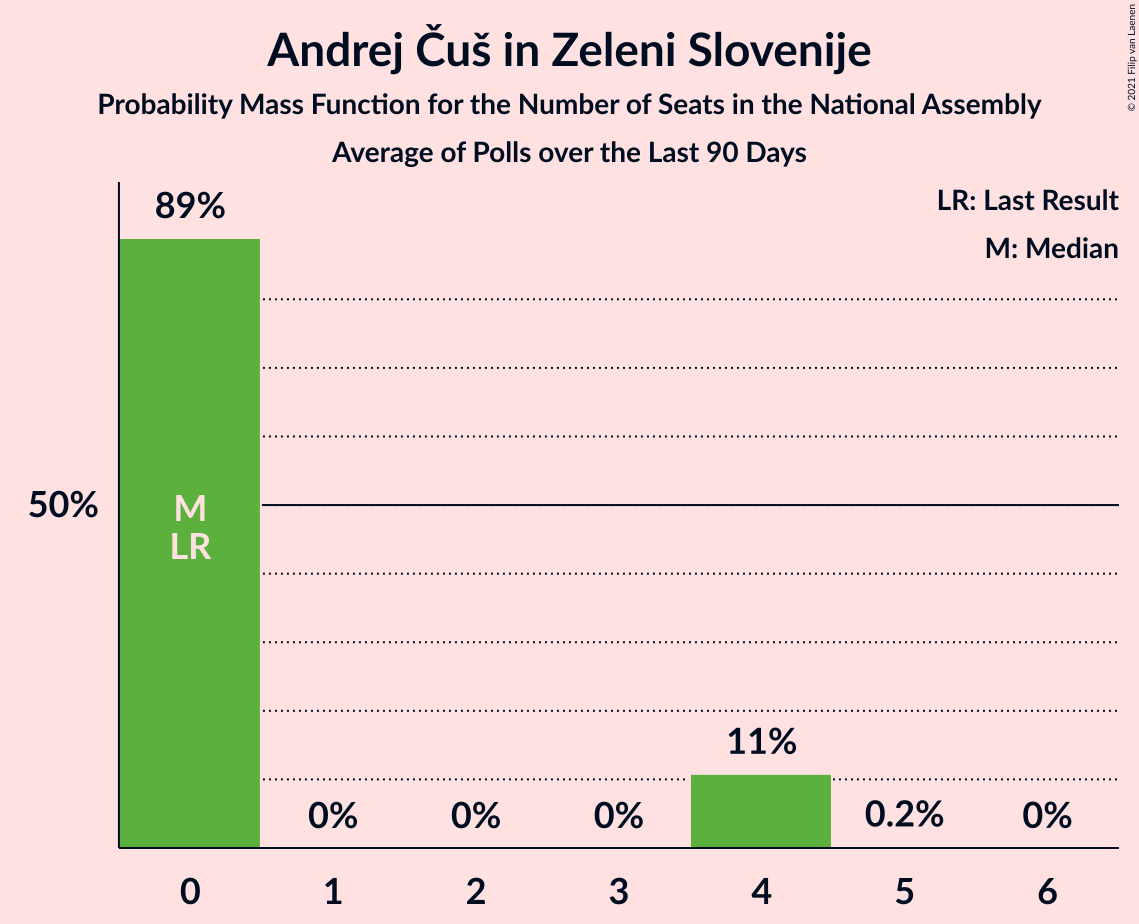 Andrej Čuš in Zeleni Slovenije
Probability Mass Function for the Number of Seats in the National Assembly
Average of Polls over the Last 90 Days
© 2021 Filip van Laenen
LR: Last Result
M: Median
89%
50%
M
LR
11%
0%
0%
0%
0.2%
0%
0 1 2 3 4 5 6